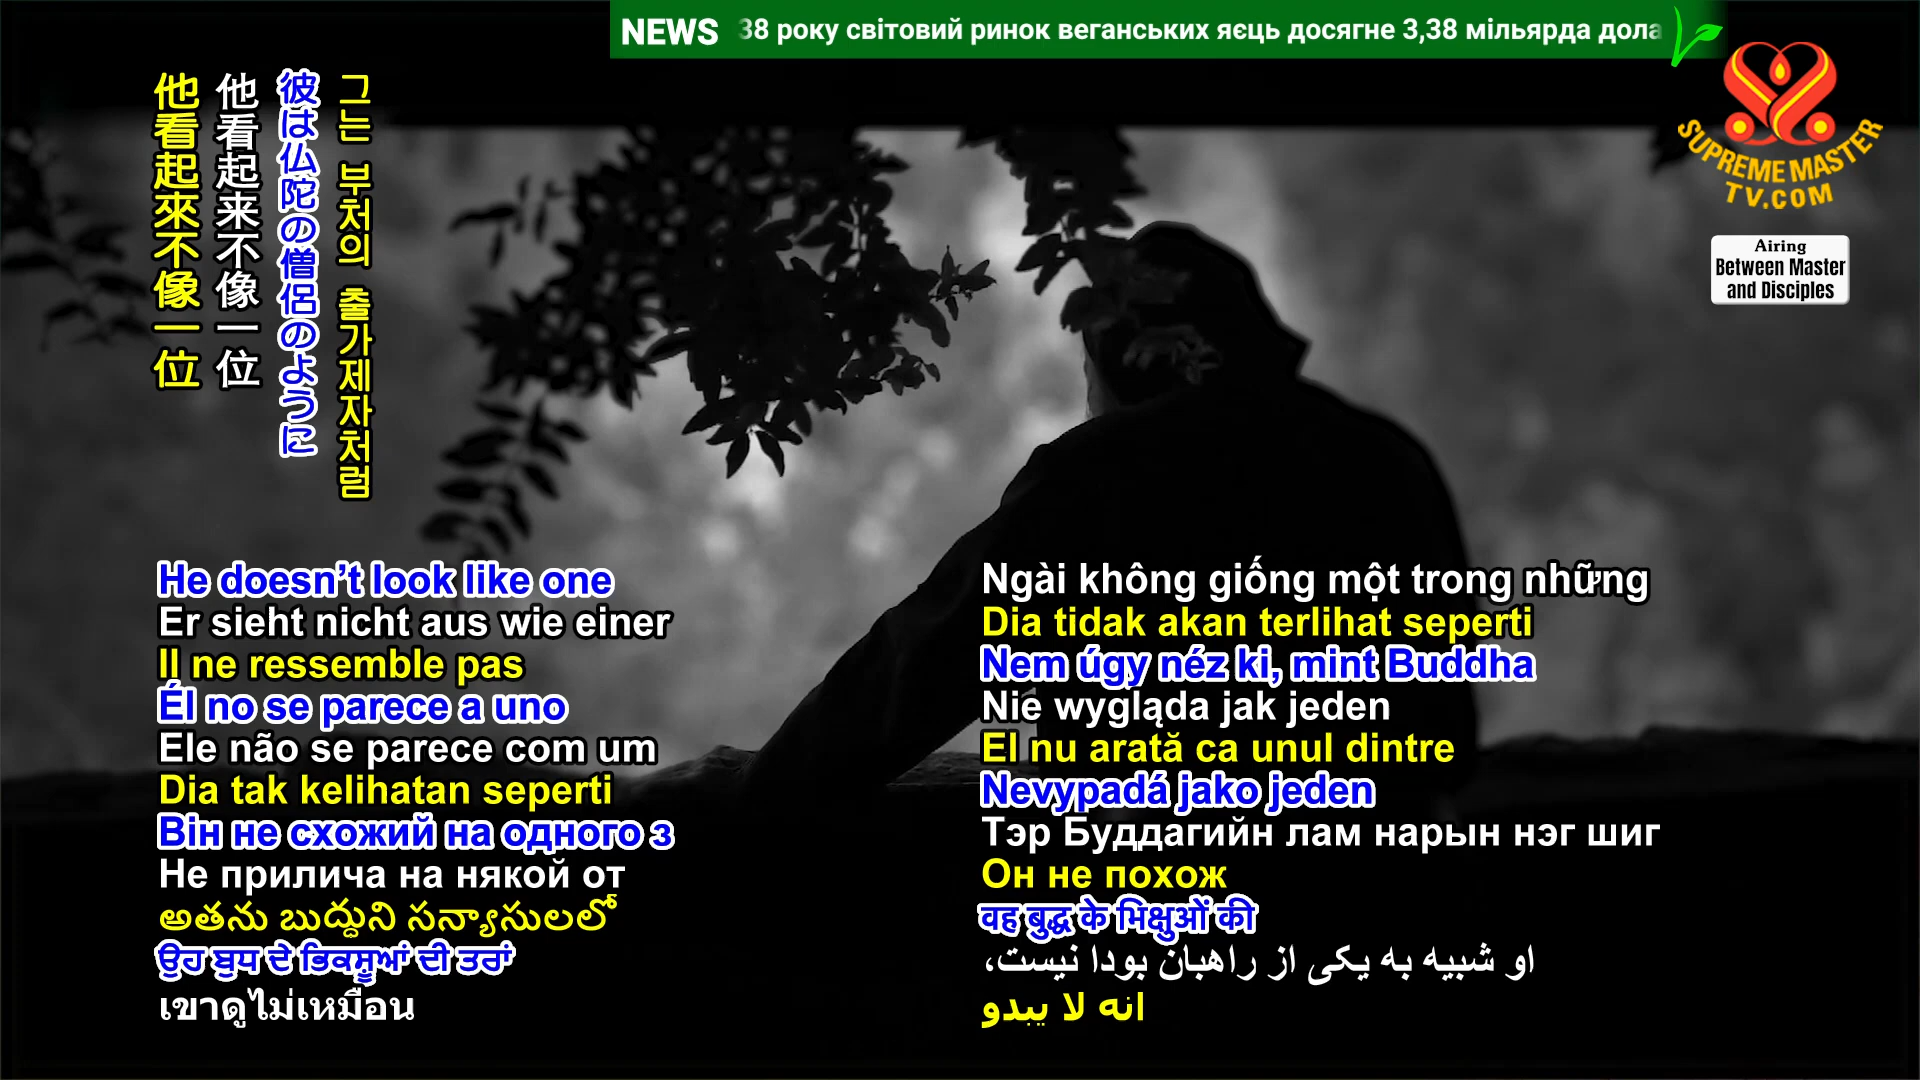 NEWS 38 року світовий ринок веганських яєць досягне 3,38 мільярда дола
SUPREME MASTER
TV.COM
Airing
Between Master
and Disciples
그는 부처의 출가제자처럼
彼は仏陀の僧侶のように
他看起来不像一位
他看起來不像一位
He doesn’t look like one
Er sieht nicht aus wie einer
Il ne ressemble pas
Él no se parece a uno
Ele não se parece com um
Dia tak kelihatan seperti
Він не схожий на одного з
Не прилича на някой от
అతను బుద్ధుని సన్యాసులలో
ਉਹ ਬੁਧ ਦੇ ਭਿਕਸ਼ੂਆਂ ਦੀ ਤਰਾਂ
เขาดูไม่เหมือน
Ngài không giống một trong những
Dia tidak akan terlihat seperti
Nem úgy néz ki, mint Buddha
Nie wygląda jak jeden
El nu arată ca unul dintre
Nevypadá jako jeden
Тэр Буддагийн лам нарын нэг шиг
Он не похож
वह बुद्ध के भिक्षुओं की
او شبیه به یکی از راهبان بودا نیست،
انه لا يبدو